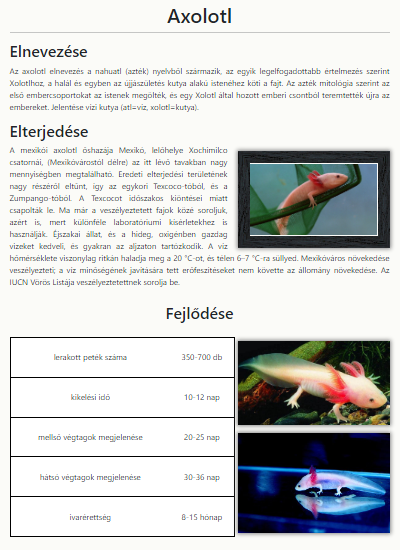 Axolotl
Elnevezése
Az axolotl elnevezés a nahuatl (azték) nyelvből származik, az egyik legelfogadottabb értelmezés szerint
Xolotlhoz, a halál és egyben az újjászületés kutya alakú istenéhez köti a fajt. Az azték mitológia szerint az
első embercsoportokat az istenek megölték, és egy Xolotl által hozott emberi csontból teremtették újra az
embereket. Jelentése vízi kutya (atl=víz, xolotl=kutya).
Elterjedése
A mexikói axolotl őshazája Mexikó, lelőhelye Xochimilco
csatornái, (Mexikóvárostól délre) az itt lévő tavakban nagy
mennyiségben megtalálható. Eredeti elterjedési területének
nagy részéről eltűnt, így az egykori Texcoco-tóból, és a
Zumpango-tóból. A Texcocot időszakos kiöntései miatt
csapolták le. Ma már a veszélyeztetett fajok közé soroljuk,
azért is, mert különféle laboratóriumi kísérletekhez is
használják. Éjszakai állat, és a hideg, oxigénben gazdag
vizeket kedveli, és gyakran az aljzaton tartózkodik. A víz
hőmérséklete viszonylag ritkán haladja meg a 20 °C-ot, és télen 6–7 °C-ra süllyed. Mexikóváros növekedése
veszélyezteti; a víz minőségének javítására tett erőfeszítéseket nem követte az állomány növekedése. Az
IUCN Vörös Listája veszélyeztetettnek sorolja be.
Fejlődése
lerakott peték száma 350-700 db
kikelési idő 10-12 nap
mellső végtagok megjelenése 20-25 nap
hátsó végtagok megjelenése 30-36 nap
ivarérettség 8-15 hónap